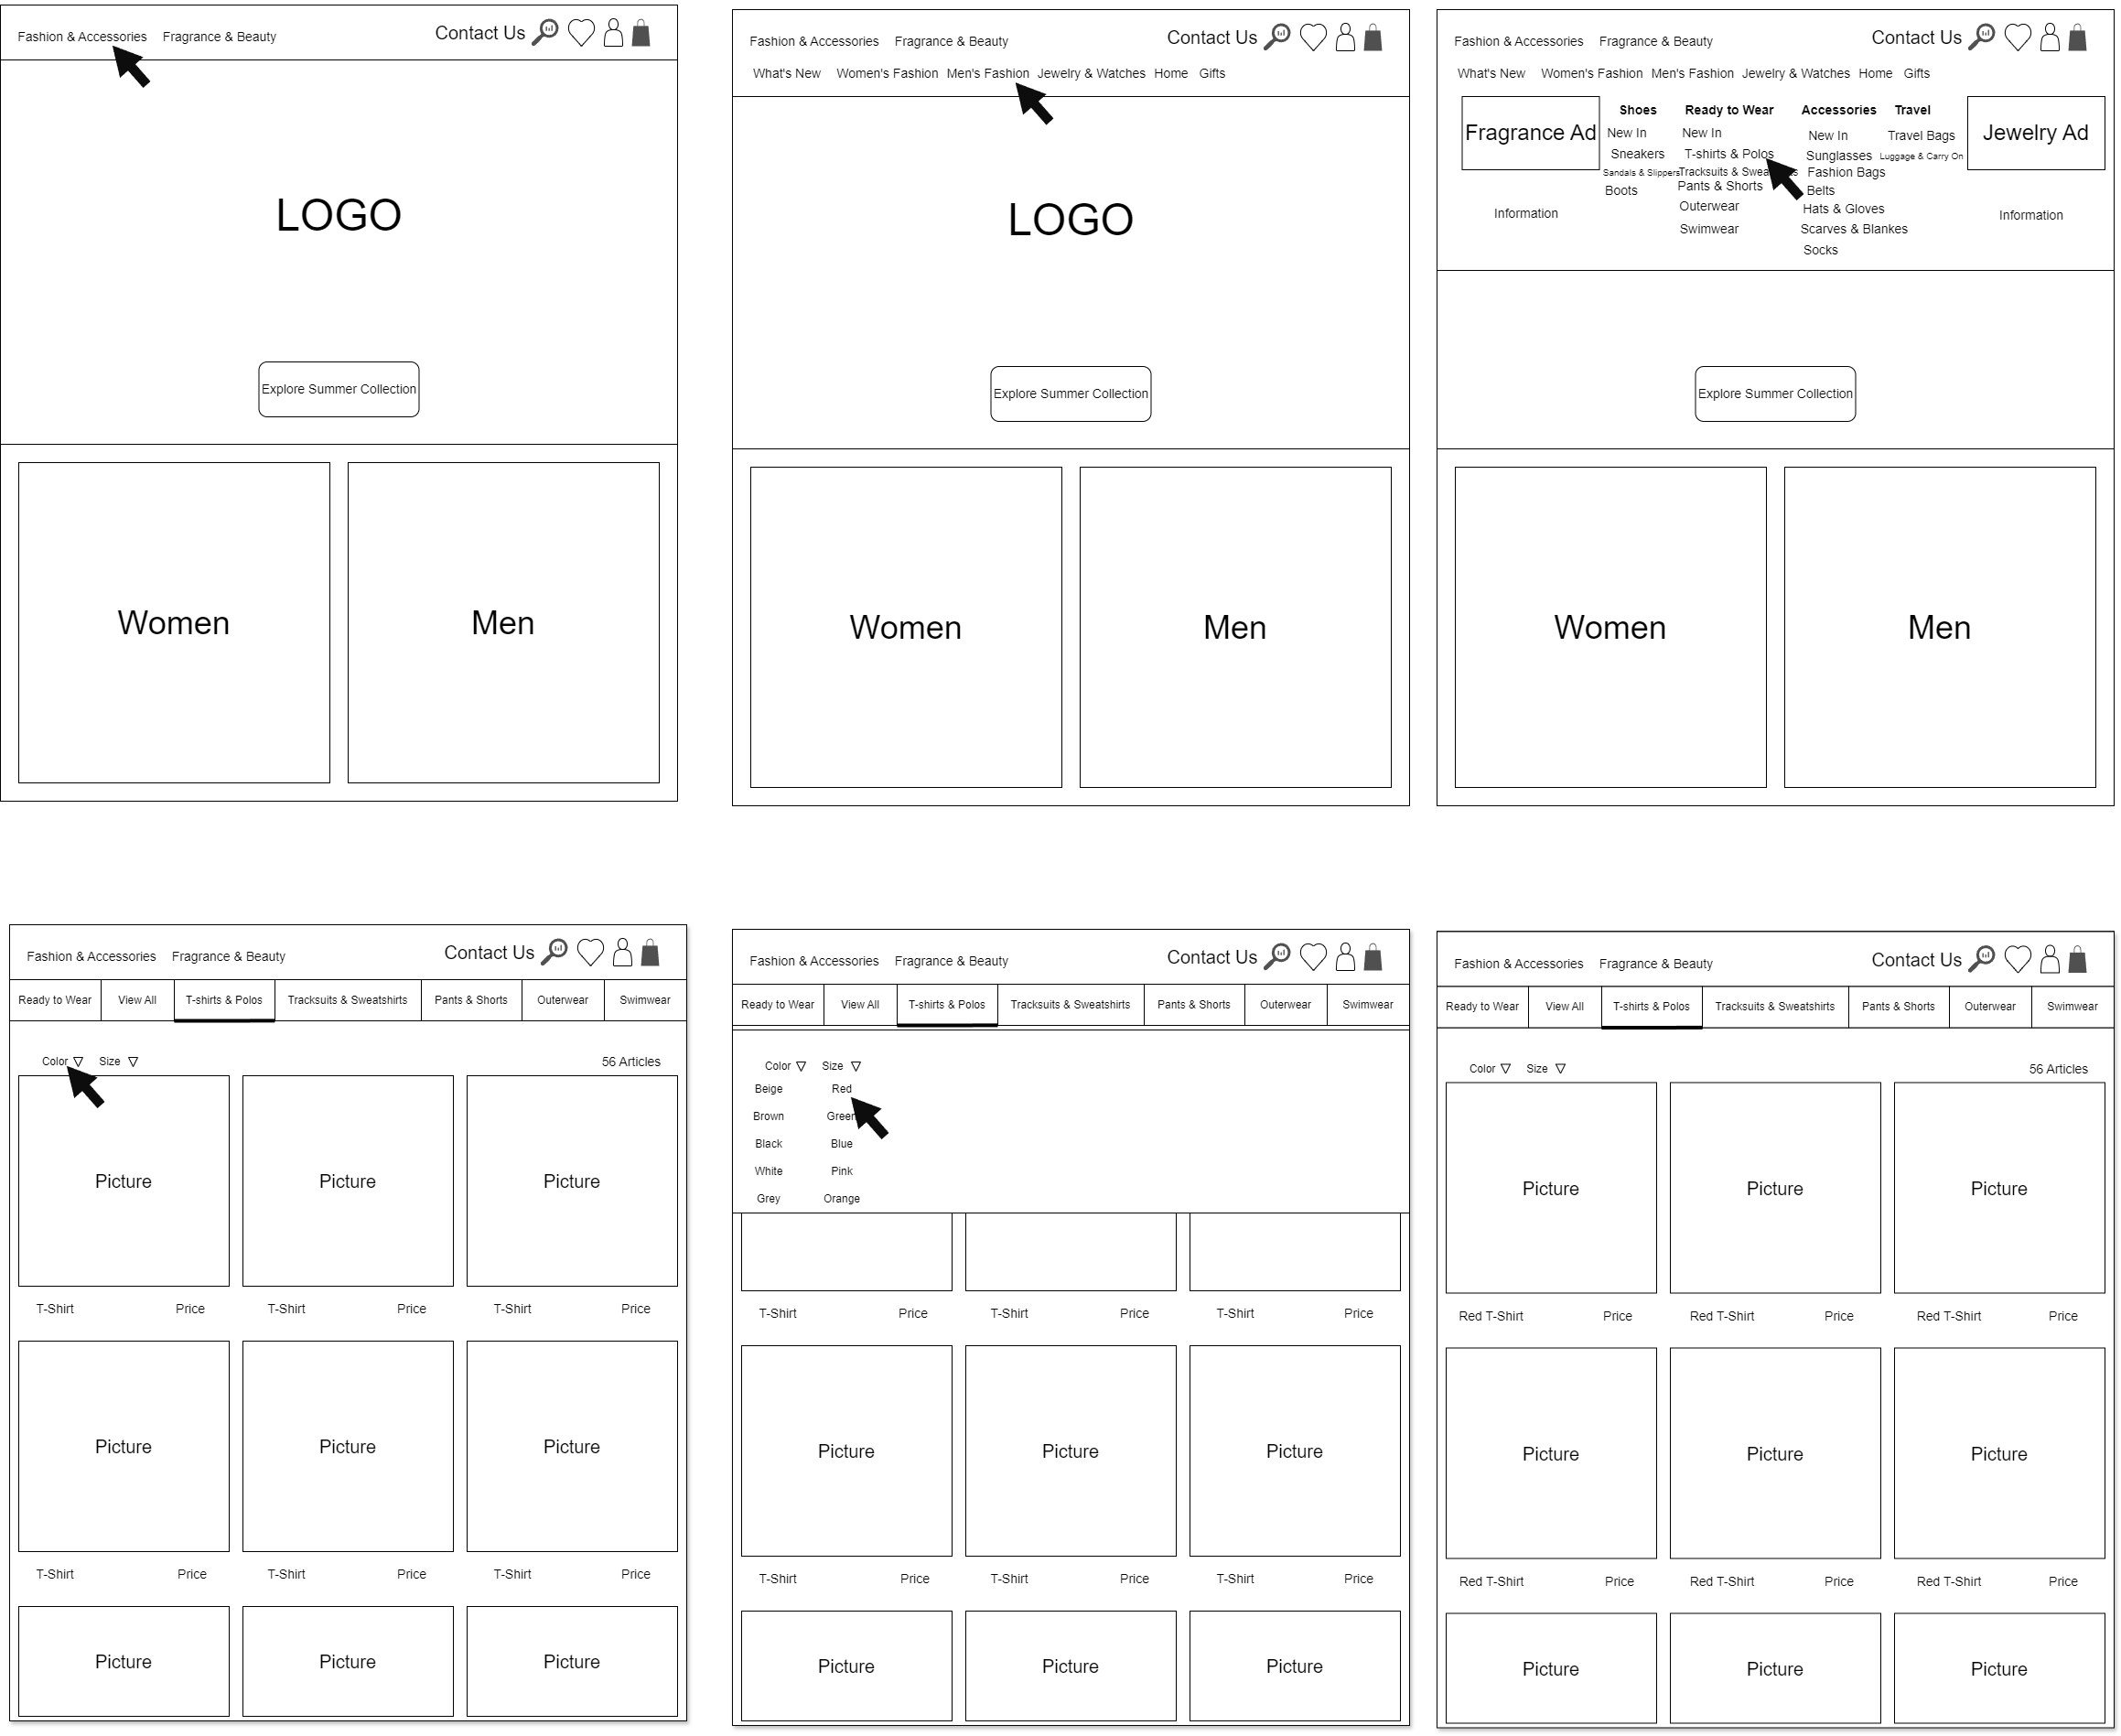 Fashion & Accessories Fragrance & Beauty Contact Us
LOGO
Explore Summer Collection
Women Men
Fashion & Accessories Fragrance & Beauty Contact Us
What's New Women's Fashion Men's Fashion Jewelry & Watches Home Gifts
LOGO
Explore Summer Collection
Women Men
Fashion & Accessories Fragrance & Beauty Contact Us
What's New Women's Fashion Men's Fashion Jewelry & Watches Home Gifts
Fragrance Ad
Information
Shoes
New In
Sneakers
Sandals & Slippers
Boots
Ready to Wear
New In
T-shirts & Polos
Tracksuits &
Pants & Shorts
Outerwear
Swimwear
Accessories
New In
Sunglasses
Fashion Bags
Belts
Hats & Gloves
Scarves & Blankes
Socks
Travel
Travel Bags
Luggage & Carry On
Jewelry Ad
Information
Explore Summer Collection
Women Men
Fashion & Accessories Fragrance & Beauty Contact Us
Ready to Wear View All T-shirts & Polos Tracksuits & Sweatshirts Pants & Shorts Outerwear Swimwear
Color Size 56 Articles
Picture Picture Picture
T-Shirt Price T-Shirt Price T-Shirt Price
Picture Picture Picture
T-Shirt Price T-Shirt Price T-Shirt Price
Picture Picture Picture
Fashion & Accessories Fragrance & Beauty Contact Us
Ready to Wear View All T-shirts & Polos Tracksuits & Sweatshirts Pants & Shorts Outerwear Swimwear
Color Size
Beige Red
Brown Green
Black Blue
White Pink
Grey Orange
T-Shirt Price T-Shirt Price T-Shirt Price
Picture Picture Picture
T-Shirt Price T-Shirt Price T-Shirt Price
Picture Picture Picture
Fashion & Accessories Fragrance & Beauty Contact Us
Ready to Wear View All T-shirts & Polos Tracksuits & Sweatshirts Pants & Shorts Outerwear Swimwear
Color Size 56 Articles
Picture Picture Picture
Red T-Shirt Price Red T-Shirt Price Red T-Shirt Price
Picture Picture Picture
Red T-Shirt Price Red T-Shirt Price Red T-Shirt Price
Picture Picture Picture